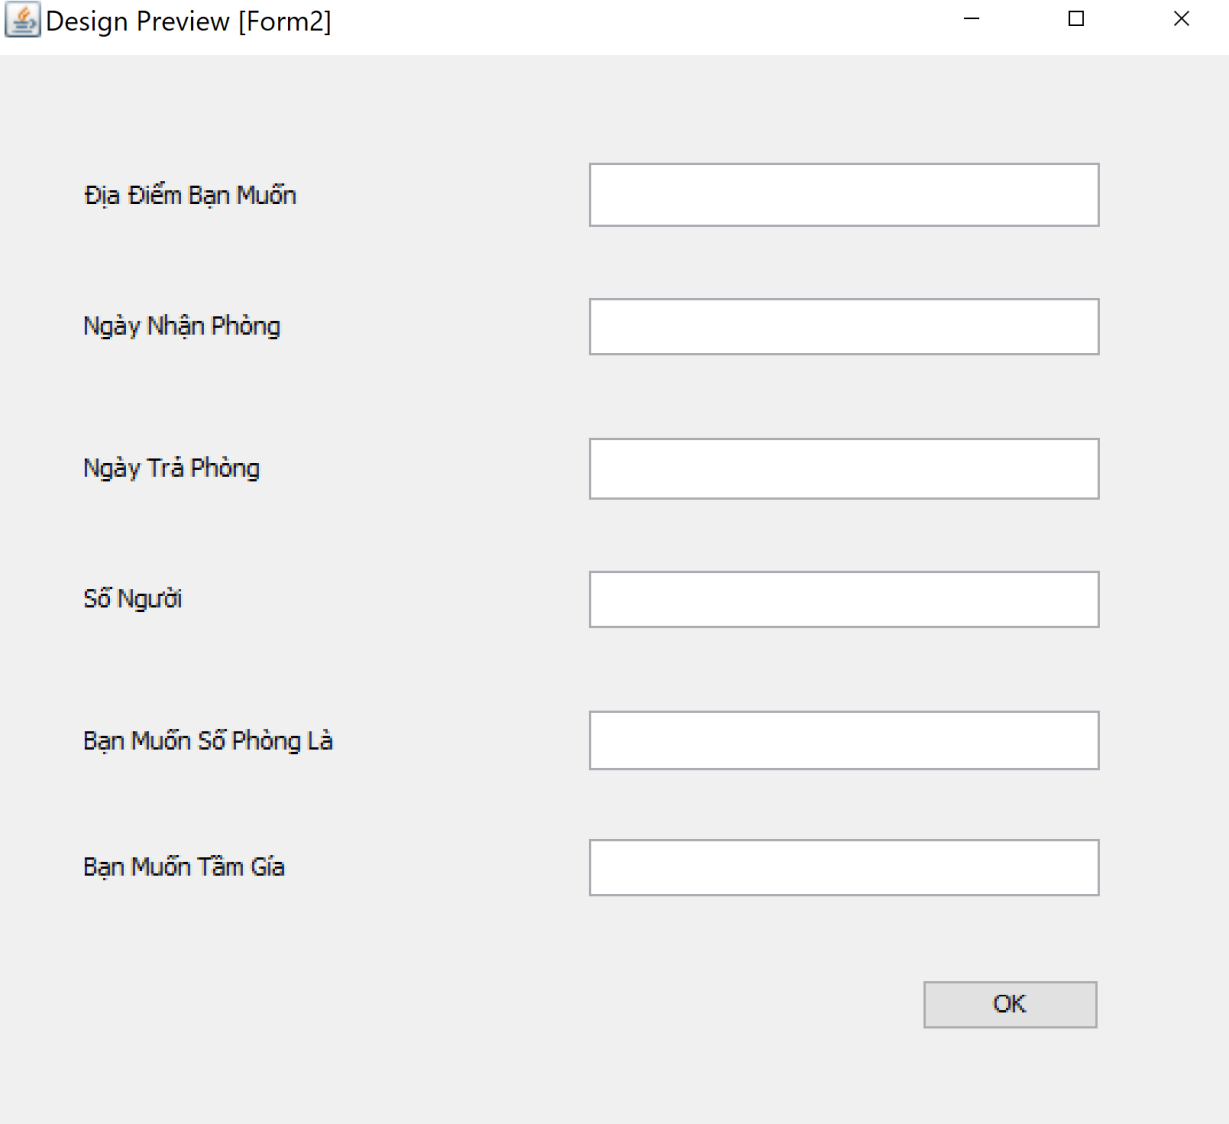 Design Preview [Form2]
Địa Điểm Bạn Muốn
Ngày Nhận Phòng
Ngày Trả Phòng
Số Người
Bạn Muốn Số Phòng Là
Bạn Muốn Tầm Gía
OK